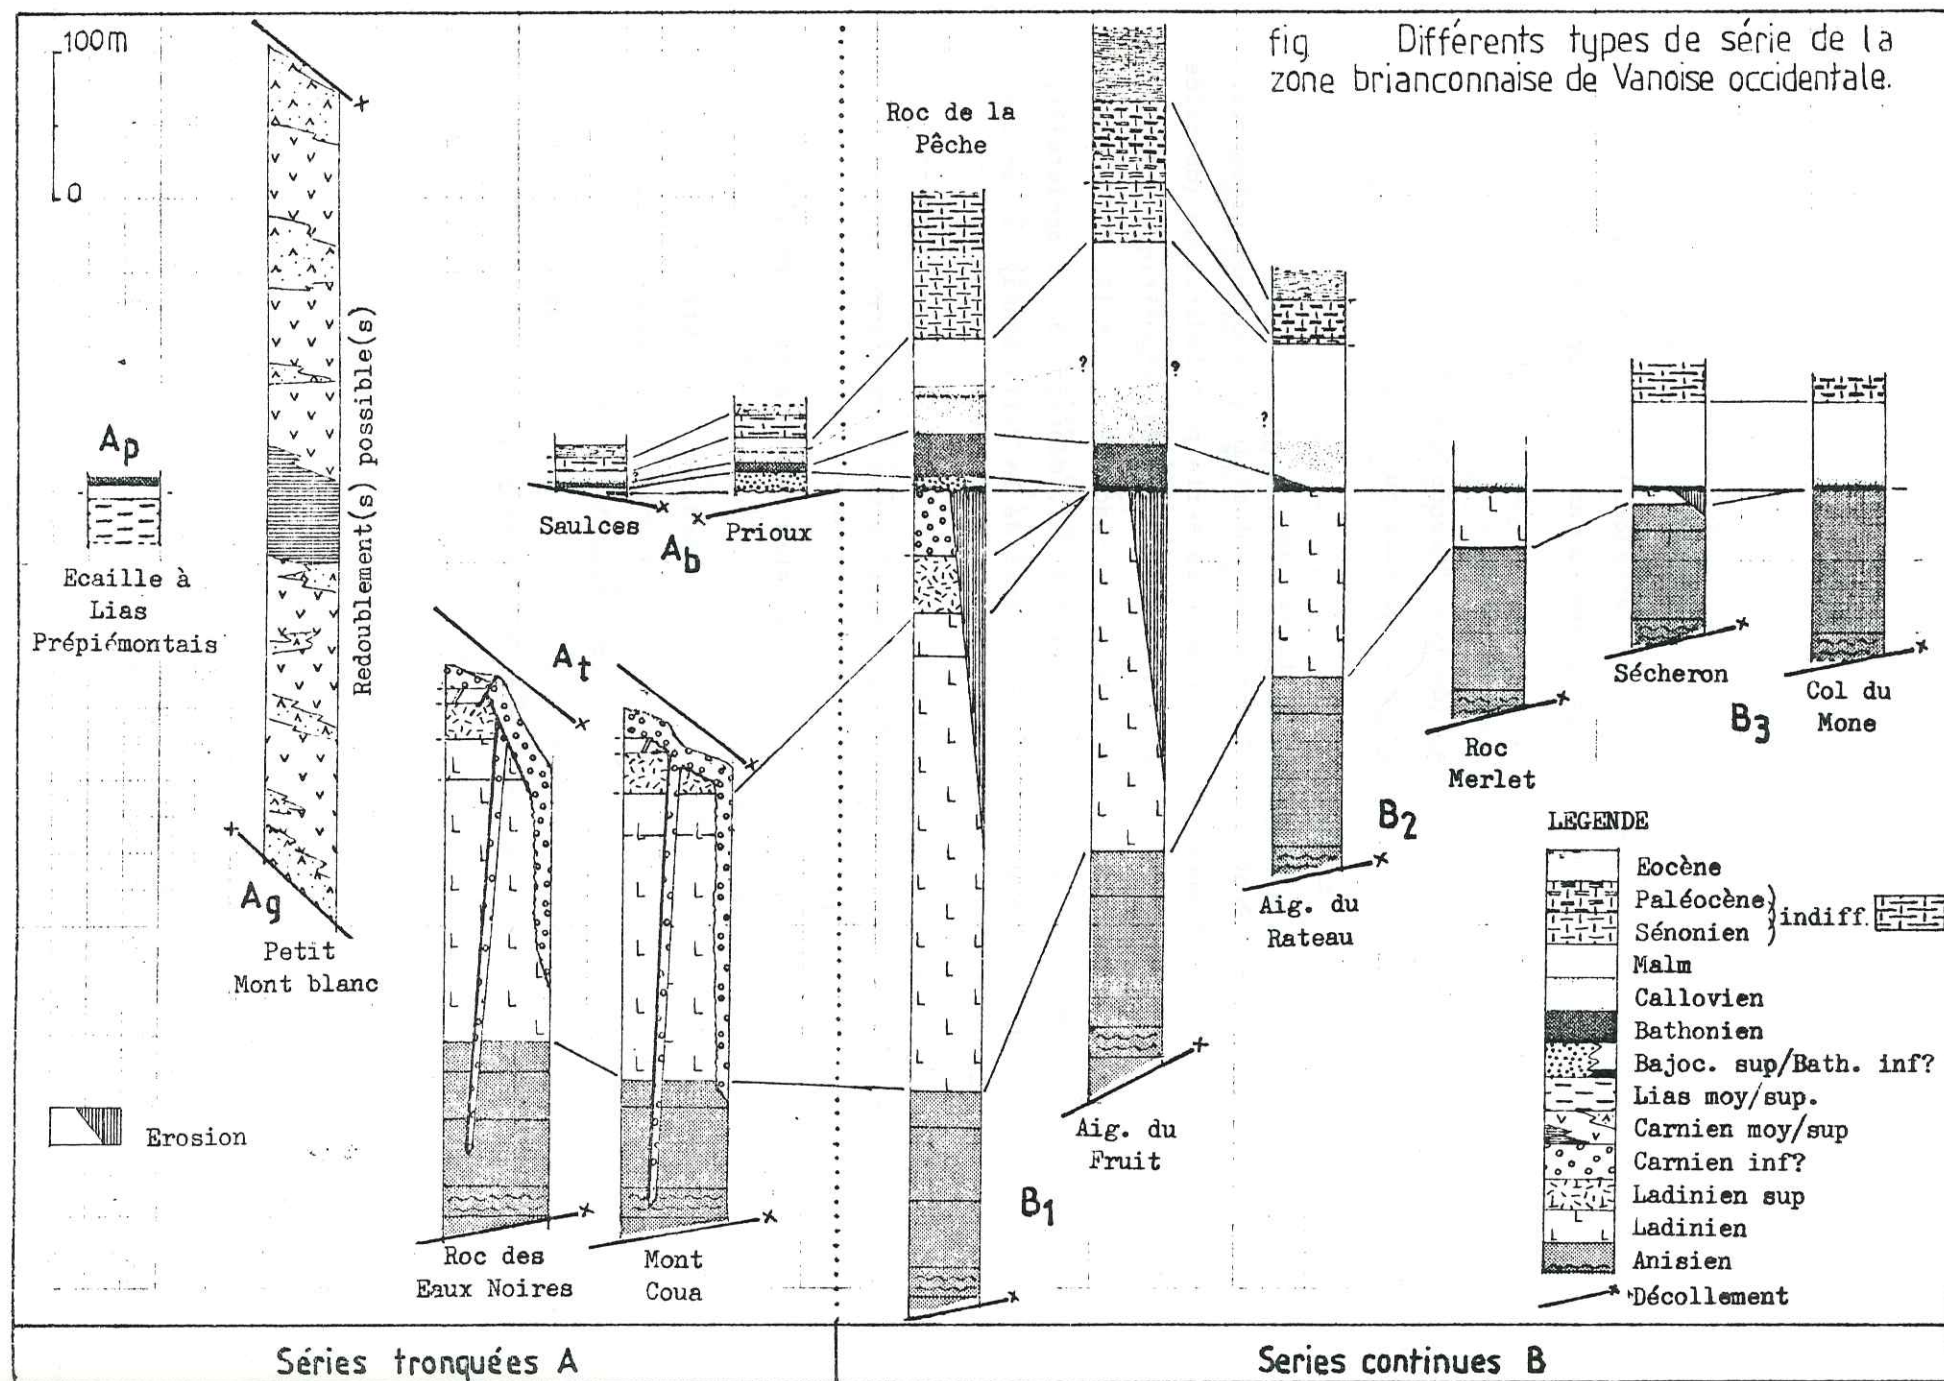 fig Différents types de série de la
zone brianconnaise de Vanoise occidentale.
100m
0
Ap
Ecaille à
Lias
Prépiémontais
Redoublement(s) possible(s)
Ag
Petit
Mont blanc
Saulces
Ab
Prioux
At
Roc des
Eaux Noires
Mont
Coua
Erosion
Roc de la
Pêche
?
?
?
B1
Aig. du
Fruit
Aig. du
Rateau
B2
Roc
Merlet
Sécheron
B3
Col du
Mone
LEGENDE
Eocène
Paléocène
Sénonien
indiff.
Malm
Callovien
Bathonien
Bajoc. sup/Bath. inf?
Lias moy/sup.
Carnien moy/sup
Carnien inf?
Ladinien sup
Ladinien
Anisien
Décollement
Séries tronquées A
Series continues B